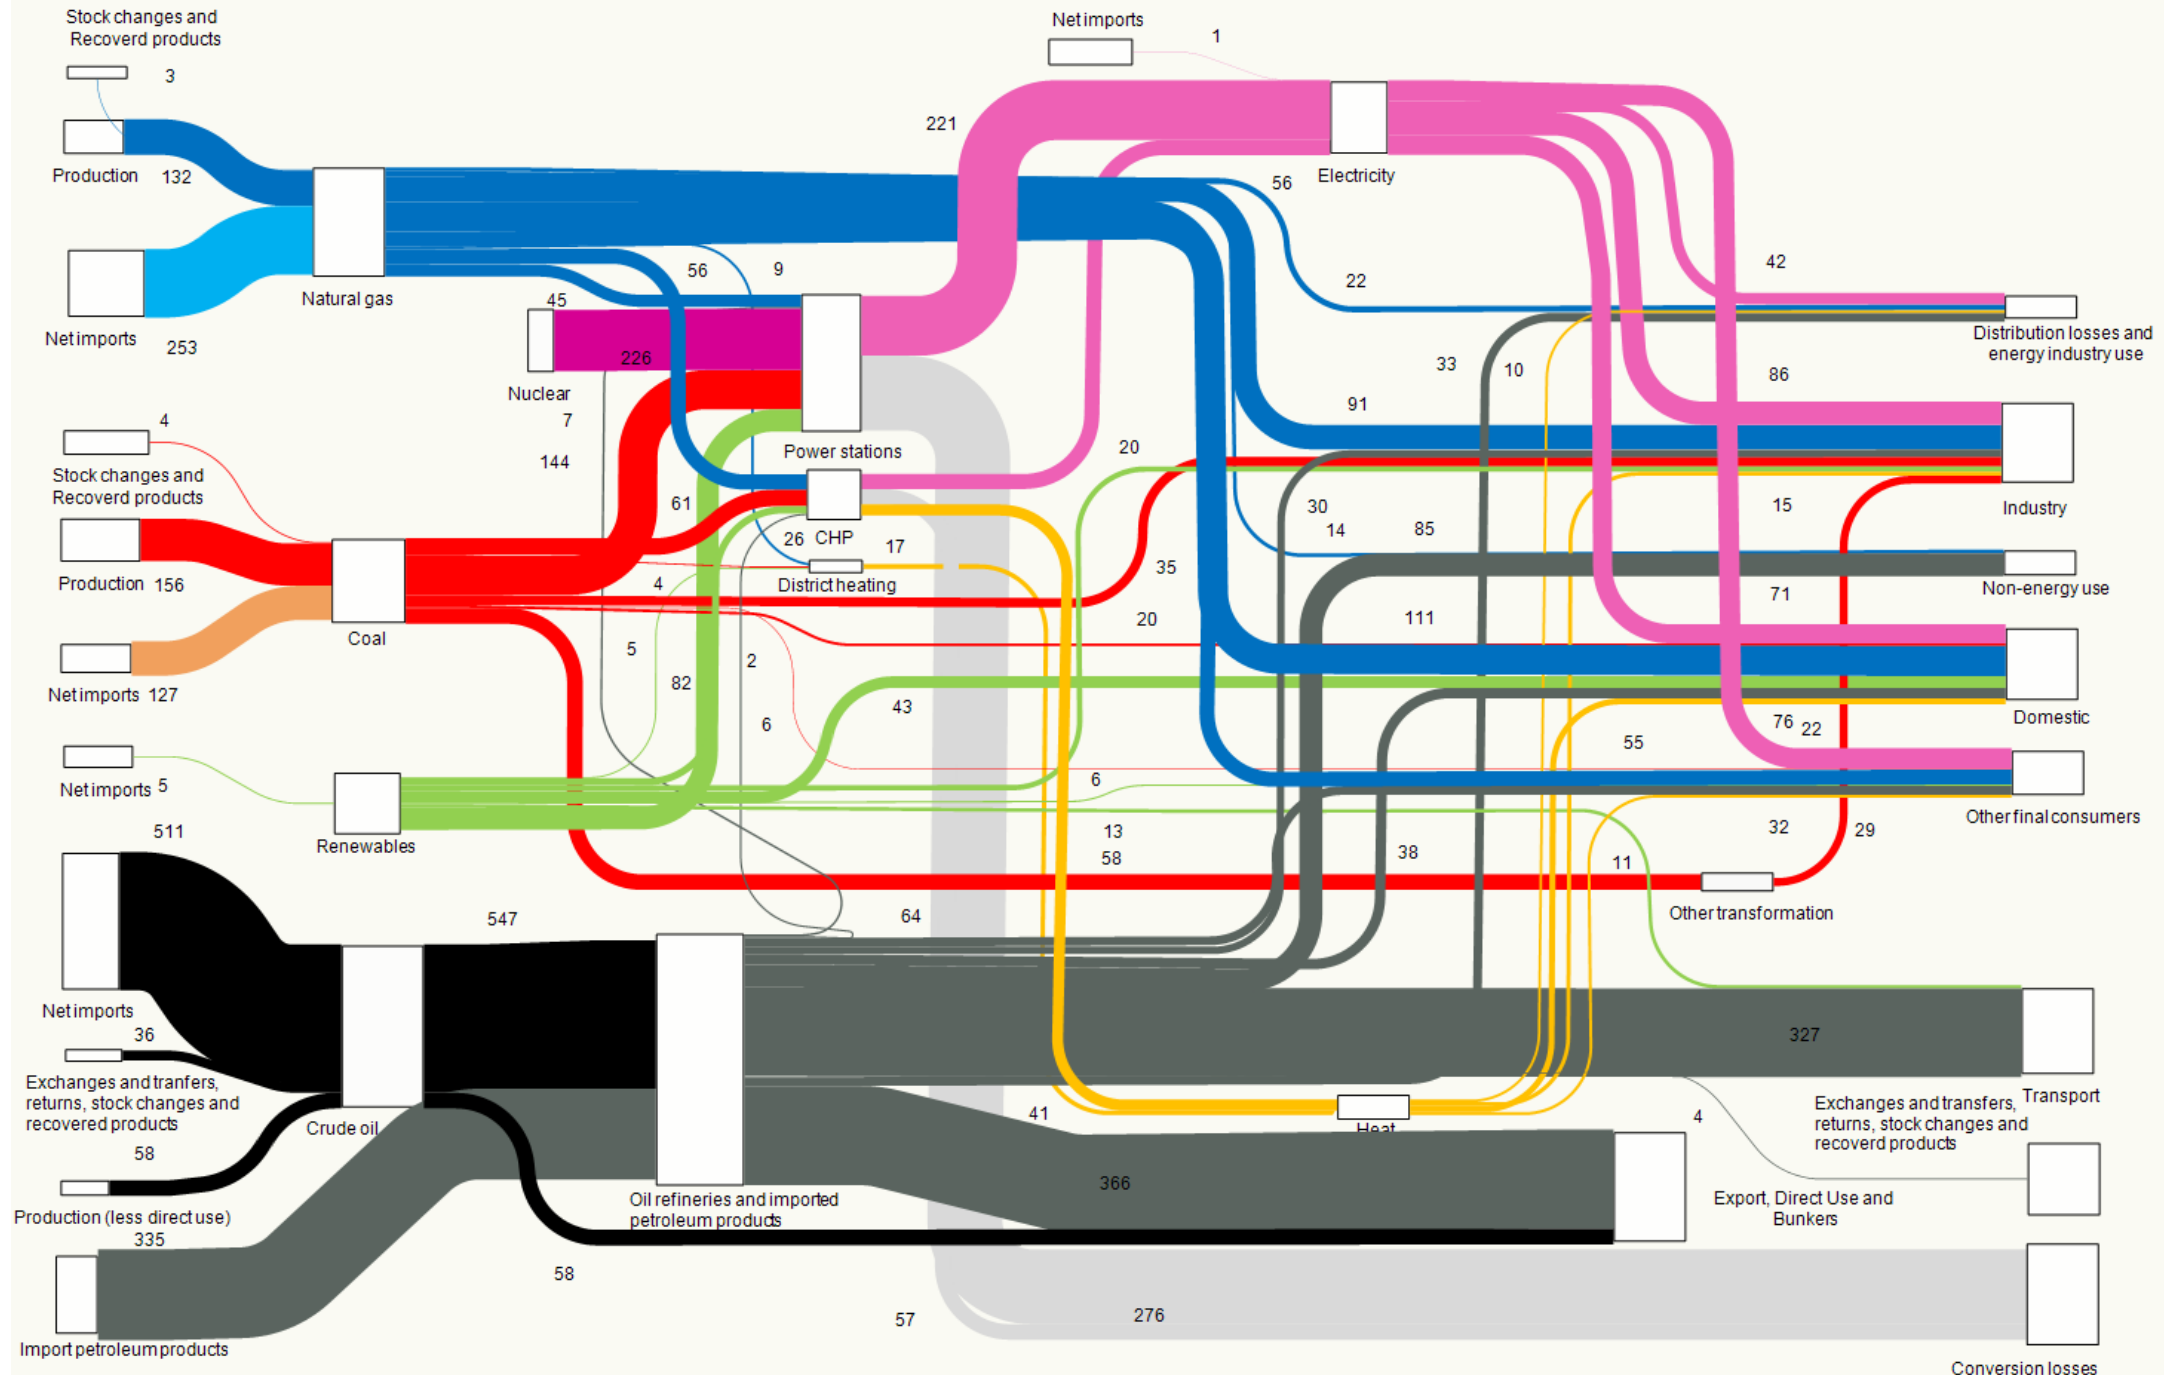 Stock changes and
Recoverd products
3
Net imports
1
221
Production
132
56
Electricity
Net imports
253
Natural gas
56
9
45
22
42
Distribution losses and
energy industry use
226
Nuclear
7
33
10
86
4
91
144
Power stations
20
Stock changes and
Recoverd products
61
30
15
Industry
26
CHP
17
14
85
Production
156
4
District heating
35
Non-energy use
71
Coal
5
2
20
111
Net imports
127
82
6
43
76
22
Domestic
55
Net imports
5
6
511
Renewables
13
58
38
11
32
29
Other final consumers
547
64
Other transformation
Net imports
36
327
Exchanges and tranfers,
returns, stock changes and
recovered products
Crude oil
41
Heat
4
Exchanges and transfers,
returns, stock changes and
recoverd products
Transport
58
366
Production (less direct use)
335
Oil refineries and imported
petroleum products
Export, Direct Use and
Bunkers
58
57
276
Import petroleum products
Conversion losses